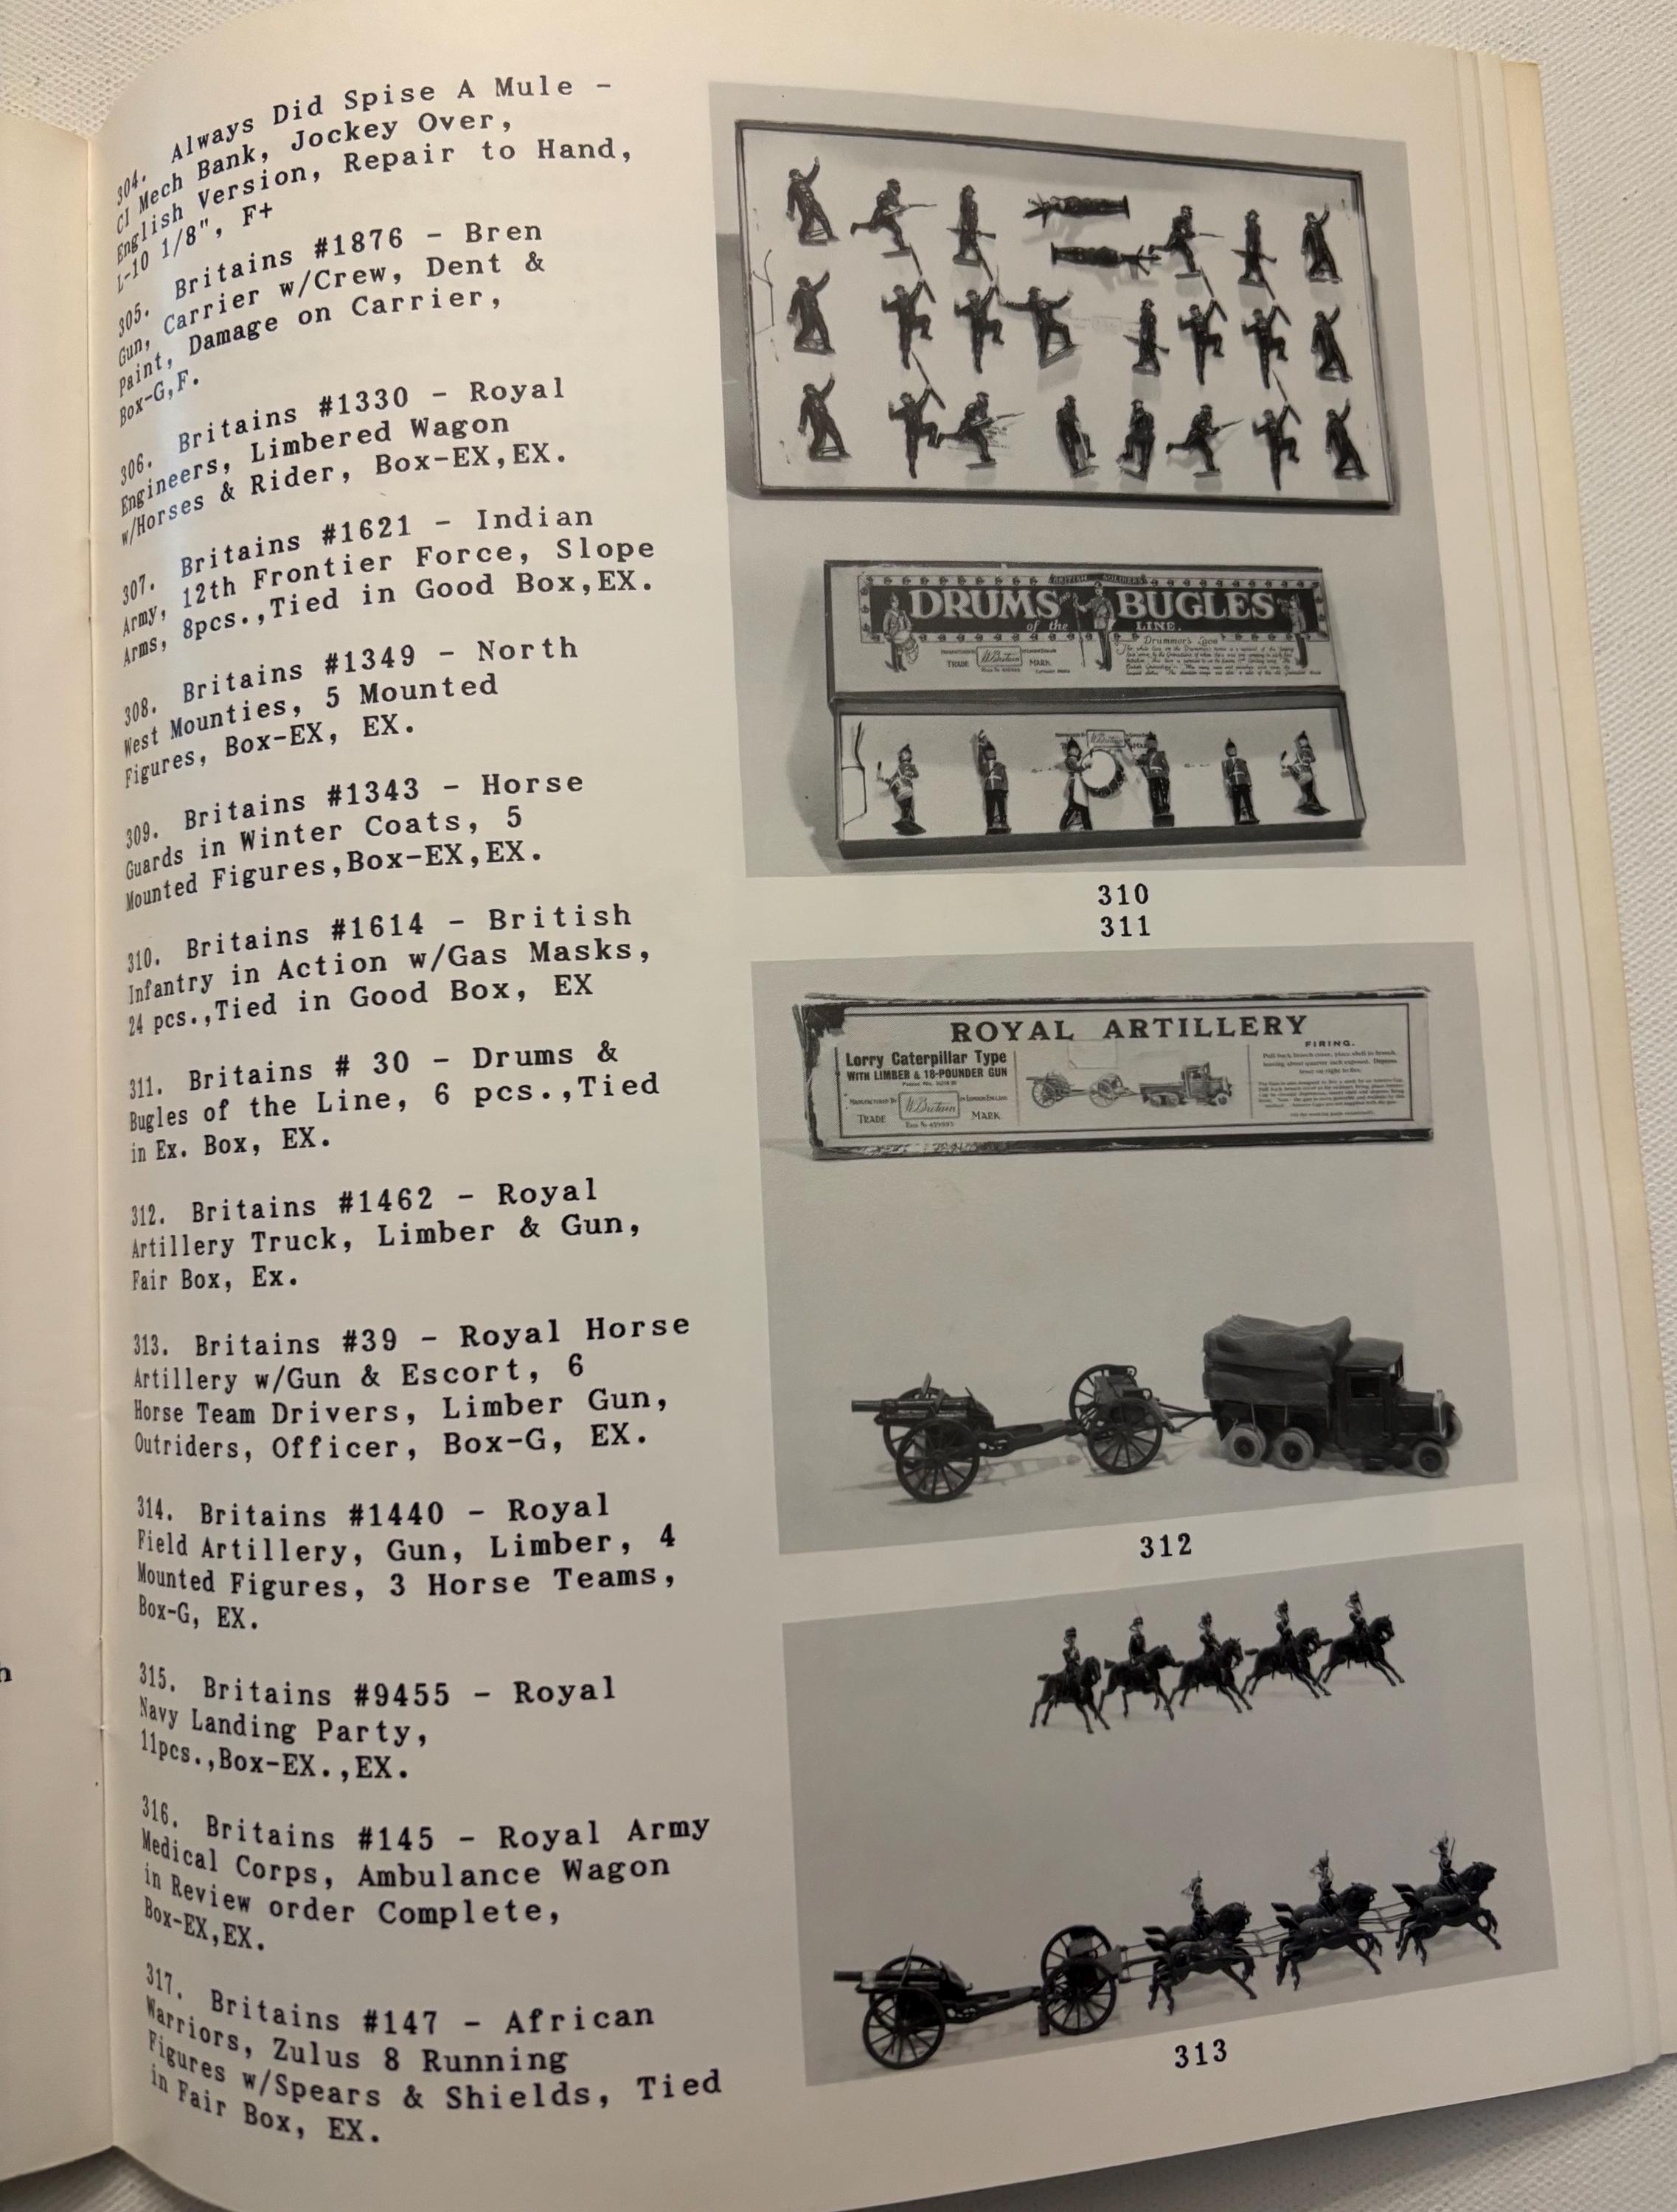 304. Always Did Spise A Mule -
CI Mech Bank, Jockey Over,
English Version, Repair to Hand,
L-10 1/8", F+
305. Britains #1876 - Bren
Gun, Carrier w/Crew, Dent &
Paint, Damage on Carrier,
Box-G,F.
306. Britains #1330 - Royal
Engineers, Limbered Wagon
w/Horses & Rider, Box-EX,EX.
307. Britains #1621 - Indian
Army, 12th Frontier Force, Slope
Arms, 8pcs.,Tied in Good Box,EX.
308. Britains #1349 - North
West Mounties, 5 Mounted
Figures, Box-EX, EX.
309. Britains #1343 - Horse
Guards in Winter Coats, 5
Mounted Figures,Box-EX,EX.
310. Britains #1614 - British
Infantry in Action w/Gas Masks,
24 pcs.,Tied in Good Box, EX
311. Britains # 30 - Drums &
Bugles of the Line, 6 pcs.,Tied
in Ex. Box, EX.
312. Britains #1462 - Royal
Artillery Truck, Limber & Gun,
Fair Box, Ex.
313. Britains #39 - Royal Horse
Artillery w/Gun & Escort, 6
Horse Team Drivers, Limber Gun,
Outriders, Officer, Box-G, EX.
314. Britains #1440 - Royal
Field Artillery, Gun, Limber, 4
Mounted Figures, 3 Horse Teams,
Box-G, EX.
315. Britains #9455 - Royal
Navy Landing Party,
11pcs.,Box-EX.,EX.
316. Britains #145 - Royal Army
Medical Corps, Ambulance Wagon
in Review order Complete,
Box-EX,EX.
317. Britains #147 - African
Warriors, Zulus 8 Running
Figures w/Spears & Shields, Tied
in Fair Box, EX.
BRITISH SOLDIERS
DRUMS BUGLES
of the LINE.
Drummer's Lace
TRADE W. Britain MARK
310
311
ROYAL ARTILLERY
Lorry Caterpillar Type
WITH LIMBER & 18-POUNDER GUN
MANUFACTURED BY W. Britain IN LONDON ENGLAND
TRADE MARK
FIRING.
312
313